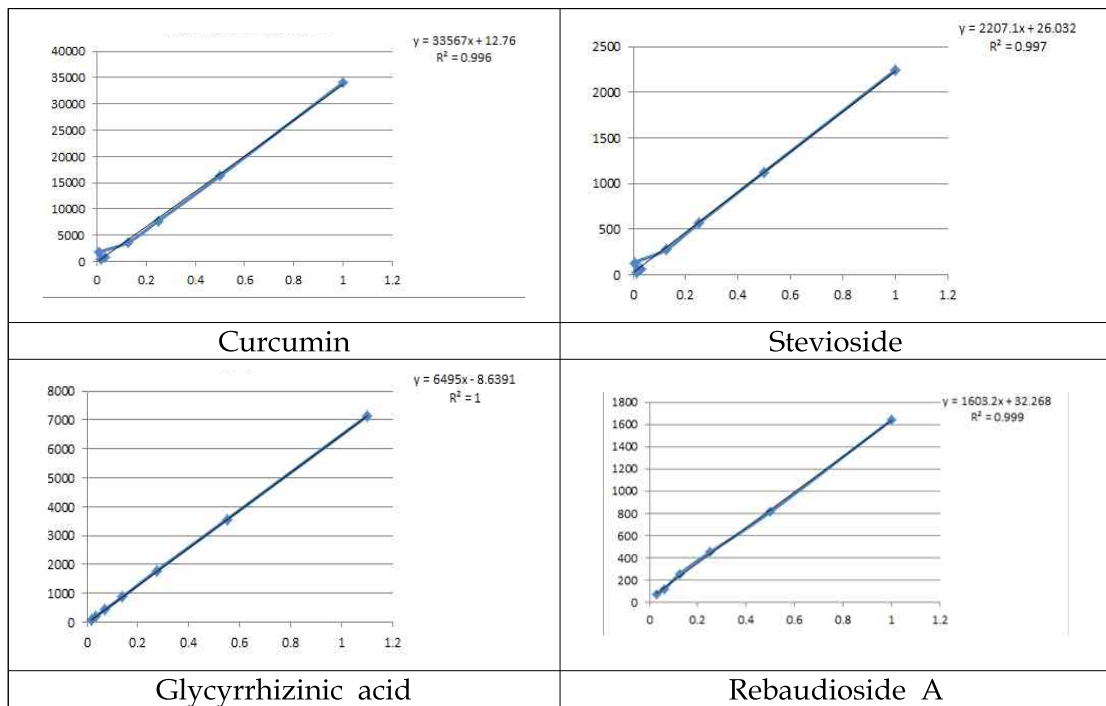 y = 33567x + 12.76
R² = 0.996
40000
35000
30000
25000
20000
15000
10000
5000
0
0 0.2 0.4 0.6 0.8 1 1.2
Curcumin
y = 2207.1x + 26.032
R² = 0.997
2500
2000
1500
1000
500
0
0 0.2 0.4 0.6 0.8 1 1.2
Stevioside
y = 6495x - 8.6391
R² = 1
8000
7000
6000
5000
4000
3000
2000
1000
0
0 0.2 0.4 0.6 0.8 1 1.2
Glycyrrhizinic acid
y = 1603.2x + 32.268
R² = 0.999
1800
1600
1400
1200
1000
800
600
400
200
0
0 0.2 0.4 0.6 0.8 1 1.2
Rebaudioside A